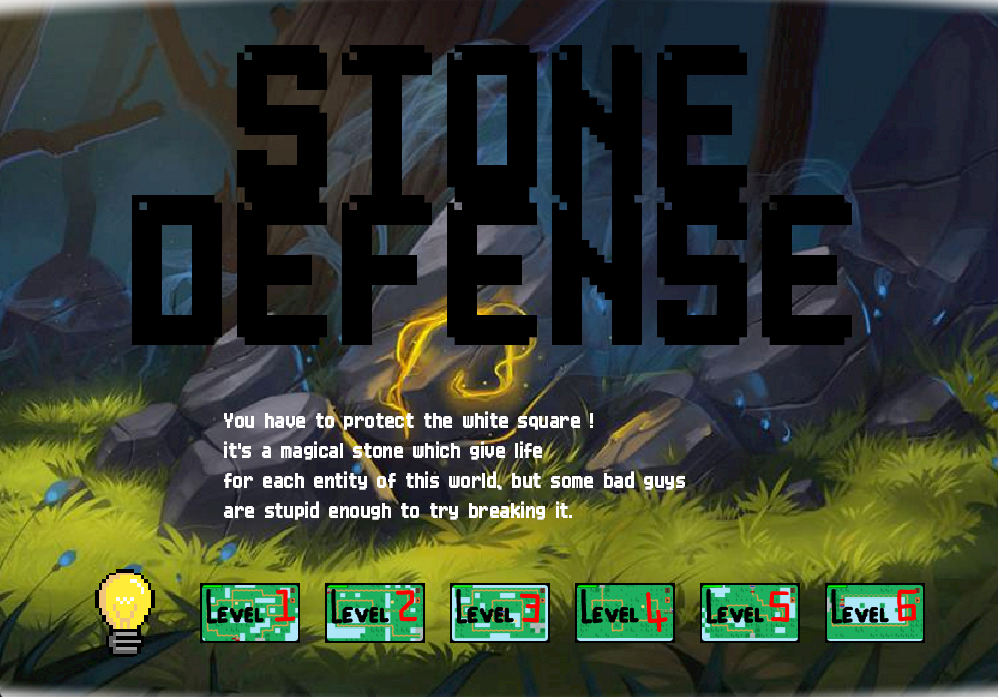 STONE
DEFENSE
You have to protect the white square !
it's a magical stone which give life
for each entity of this world, but some bad guys
are stupid enough to try breaking it.
LEVEL 1 LEVEL 2 LEVEL 3 LEVEL 4 LEVEL 5 LEVEL 6